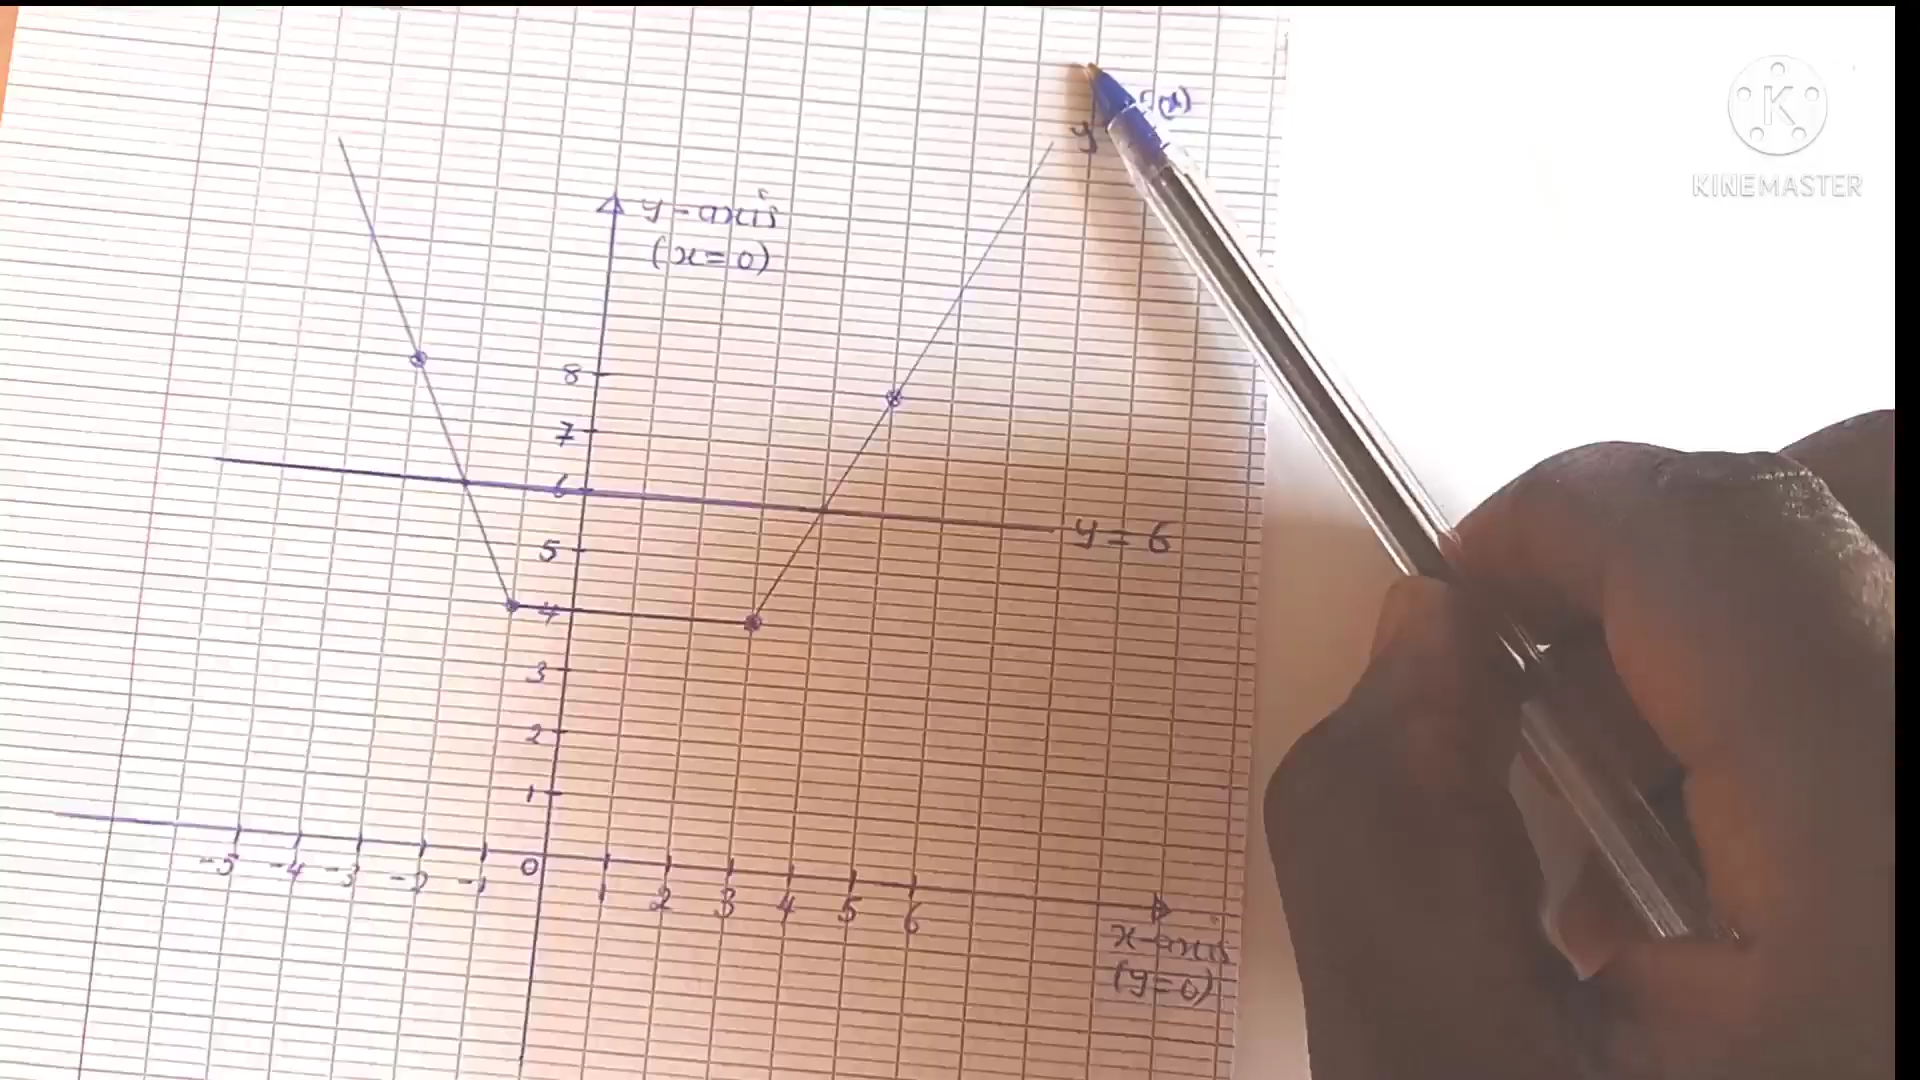 (x)
y
K
KINEMASTER
y-axis
(x=0)
8
7
6
5
y=6
4
3
2
1
-5 -4 -3 -2 -1 0 1 2 3 4 5 6
x-axis
(y=0)